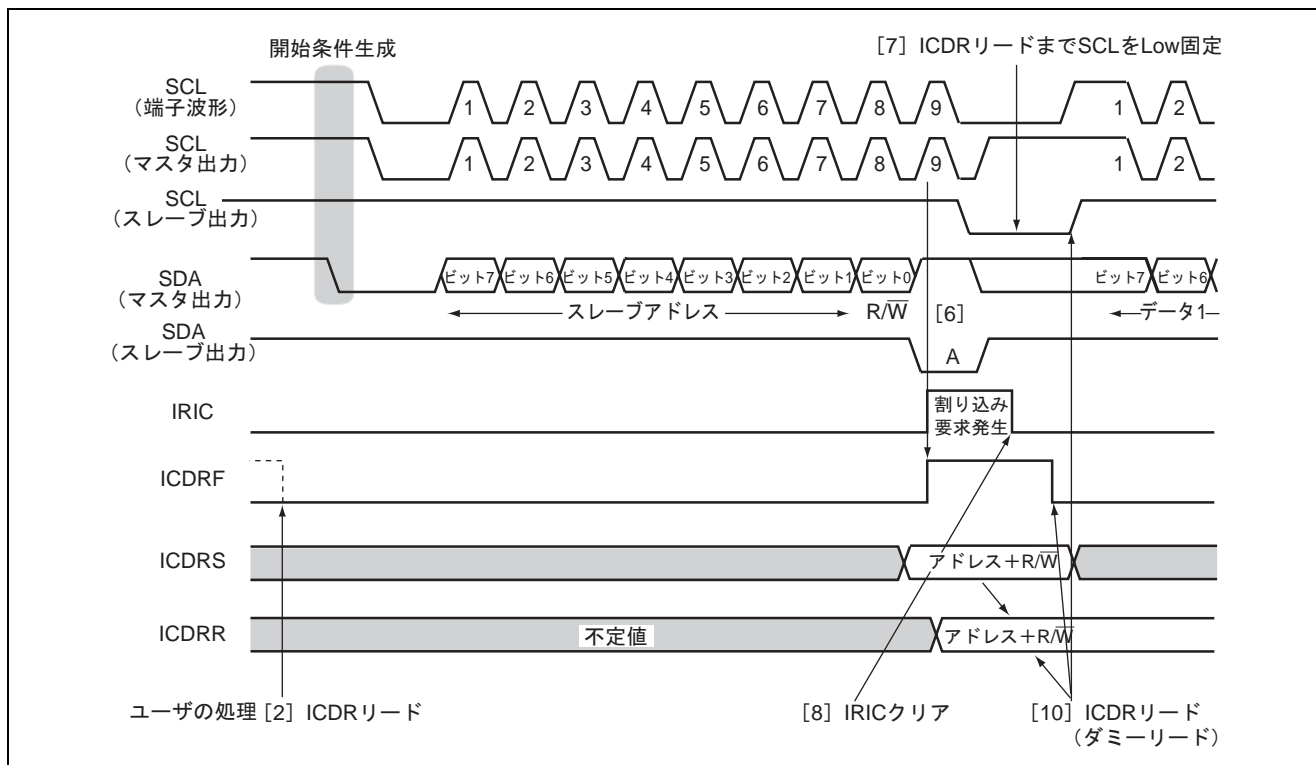 開始条件生成
[7] ICDRリードまでSCLをLow固定
SCL
（端子波形）
1 2 3 4 5 6 7 8 9 1 2
SCL
（マスタ出力）
1 2 3 4 5 6 7 8 9 1 2
SCL
（スレーブ出力）
SDA
（マスタ出力）
ビット7 ビット6 ビット5 ビット4 ビット3 ビット2 ビット1 ビット0 ビット7 ビット6
スレーブアドレス R/W̅ [6] データ1
SDA
（スレーブ出力）
A
IRIC
割り込み
要求発生
ICDRF
ICDRS
アドレス＋R/W̅
ICDRR
不定値
アドレス＋R/W̅
ユーザの処理 [2] ICDRリード
[8] IRICクリア
[10] ICDRリード
（ダミーリード）